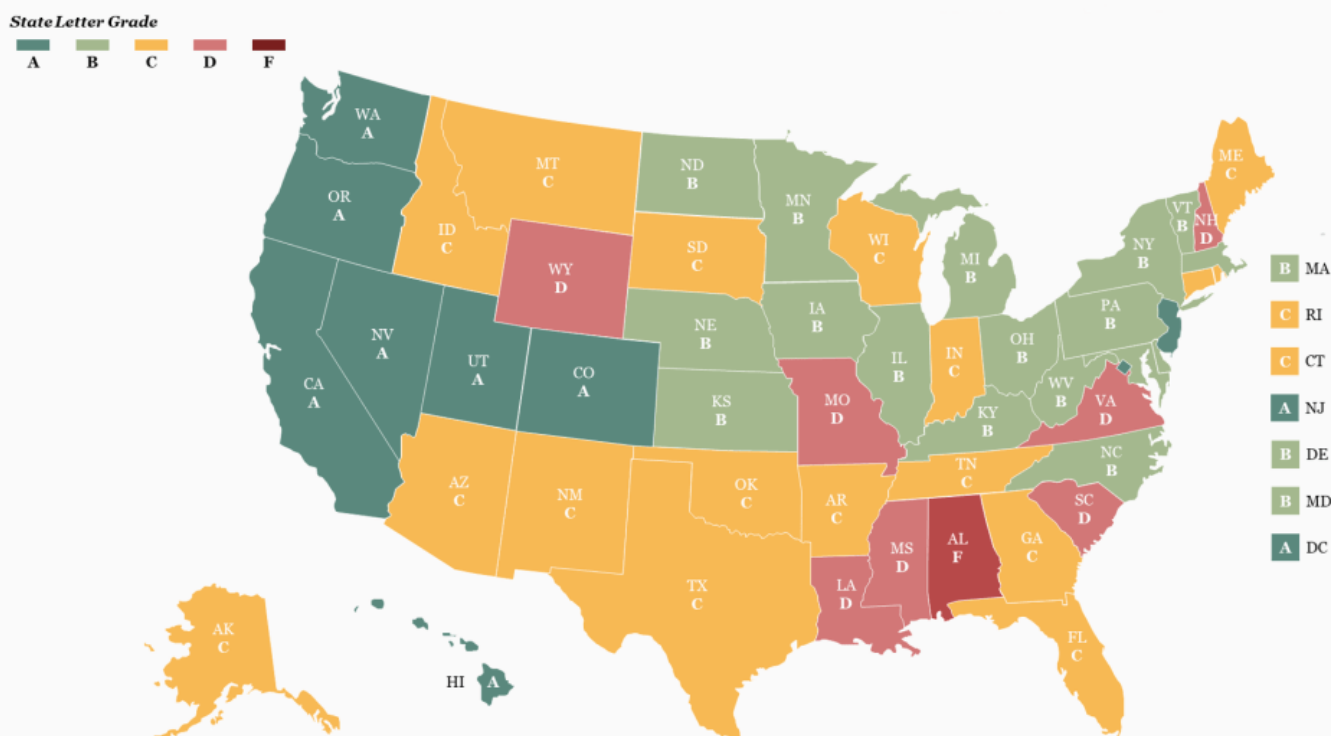 State Letter Grade
A B C D F
WA
A
OR
A
CA
A
NV
A
ID
C
MT
C
WY
D
UT
A
CO
A
AZ
C
NM
C
ND
B
SD
C
NE
B
KS
B
OK
C
TX
C
MN
B
IA
B
MO
D
AR
C
LA
D
WI
C
IL
B
MI
B
IN
C
OH
B
KY
B
TN
C
MS
D
AL
F
GA
C
FL
C
SC
D
NC
B
VA
D
WV
B
PA
B
NY
B
VT
B
NH
D
ME
C
B MA
C RI
C CT
A NJ
B DE
B MD
A DC
AK
C
HI A